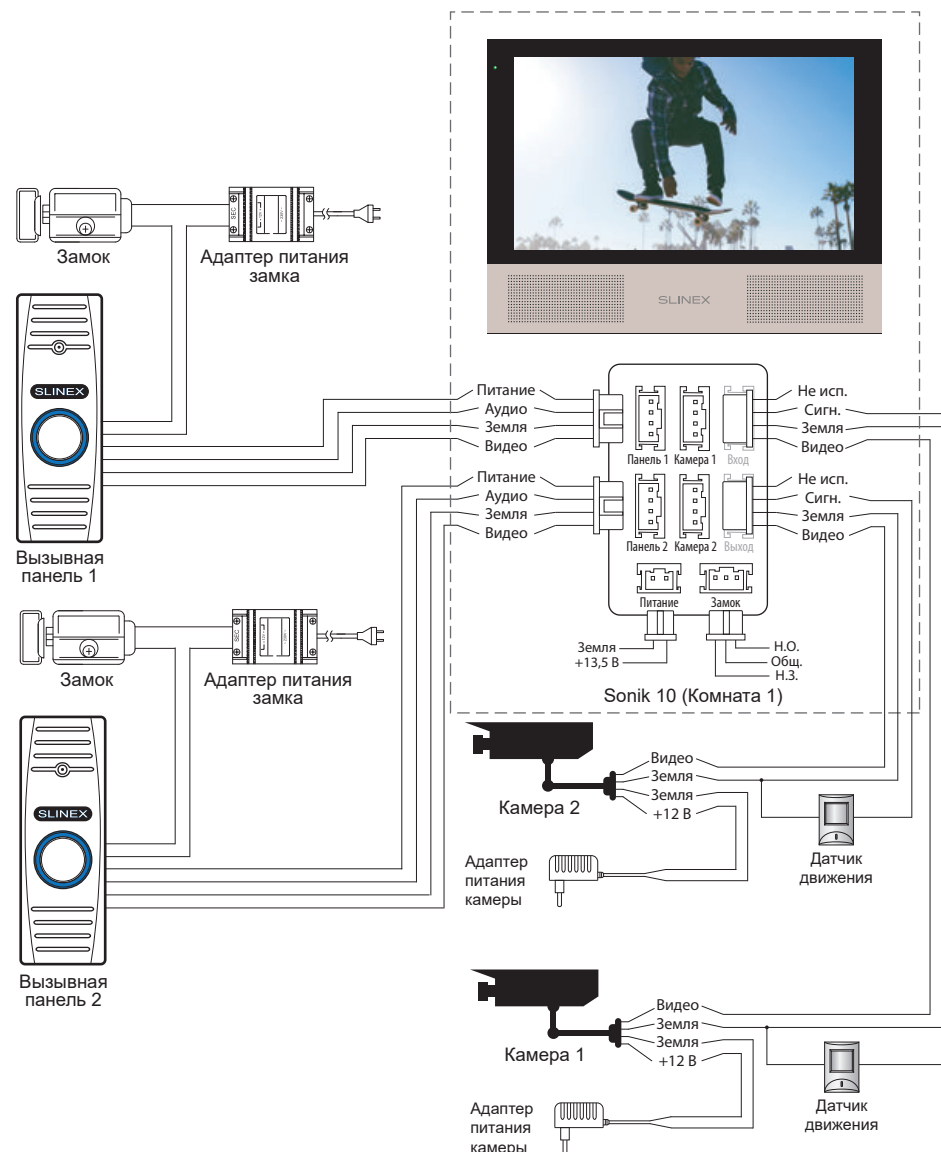 SLINEX
SEC
Замок
Адаптер питания
замка
SLINEX
Вызывная
панель 1
Питание
Аудио
Земля
Видео
Питание
Аудио
Земля
Видео
Панель 1
Камера 1
Вход
Панель 2
Камера 2
Выход
Питание
Замок
Не исп.
Сигн.
Земля
Видео
Не исп.
Сигн.
Земля
Видео
Земля
+13,5 В
Н.О.
Общ.
Н.З.
Sonik 10 (Комната 1)
SEC
Замок
Адаптер питания
замка
SLINEX
Вызывная
панель 2
Видео
Земля
Земля
+12 В
Камера 2
Адаптер
питания
камеры
Датчик
движения
Видео
Земля
Земля
+12 В
Камера 1
Адаптер
питания
камеры
Датчик
движения